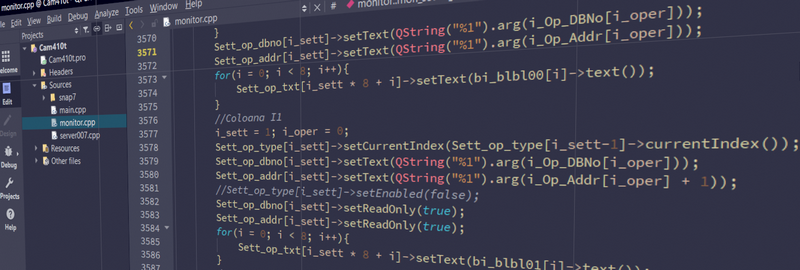 monitor.cpp @ Cam410t
File Edit View Build Debug Analyze Tools Window Help
Projects
monitor.cpp
Welcome
Edit
Design
Debug
Projects
Help
Cam410t
Cam410t.pro
Headers
Sources
snap7
main.cpp
monitor.cpp
server007.cpp
Resources
Other files
3570 }
3571 Sett_op_dbno[i_sett]->setText(QString("%1").arg(i_Op_DBNo[i_oper]));
3572 Sett_op_addr[i_sett]->setText(QString("%1").arg(i_Op_Addr[i_oper]));
3573 for(i = 0; i < 8; i++){
3574 Sett_op_txt[i_sett * 8 + i]->setText(bi_blbl00[i]->text());
3575 }
3576 //Coloana I1
3577 i_sett = 1; i_oper = 0;
3578 Sett_op_type[i_sett]->setCurrentIndex(Sett_op_type[i_sett-1]->currentIndex());
3579 Sett_op_dbno[i_sett]->setText(QString("%1").arg(i_Op_DBNo[i_oper]));
3580 Sett_op_addr[i_sett]->setText(QString("%1").arg(i_Op_Addr[i_oper] + 1));
3581 //Sett_op_type[i_sett]->setEnabled(false);
3582 Sett_op_dbno[i_sett]->setReadOnly(true);
3583 Sett_op_addr[i_sett]->setReadOnly(true);
3584 for(i = 0; i < 8; i++){
3585 Sett_op_txt[i_sett * 8 + i]->setText(bi_blbl01[i]->text());
3586 }
3587